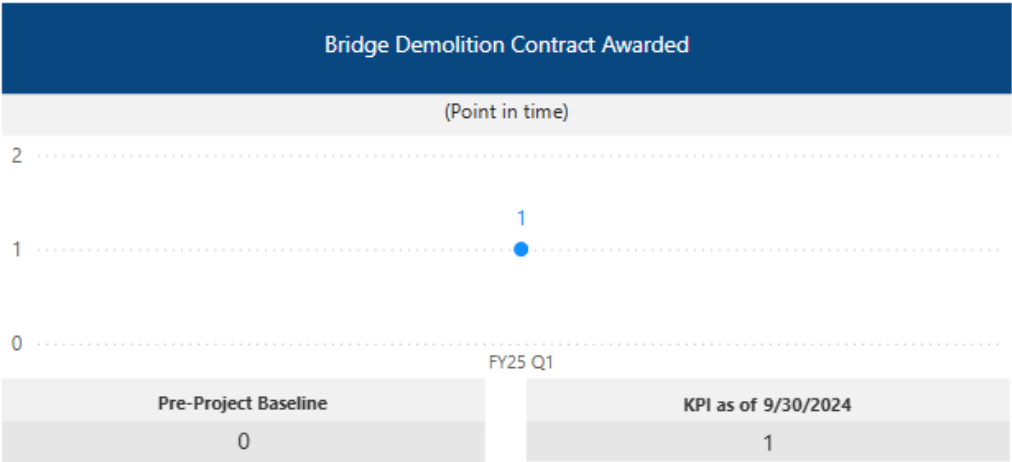 Bridge Demolition Contract Awarded
(Point in time)
2
1
1
0
FY25 Q1
Pre-Project Baseline
0
KPI as of 9/30/2024
1